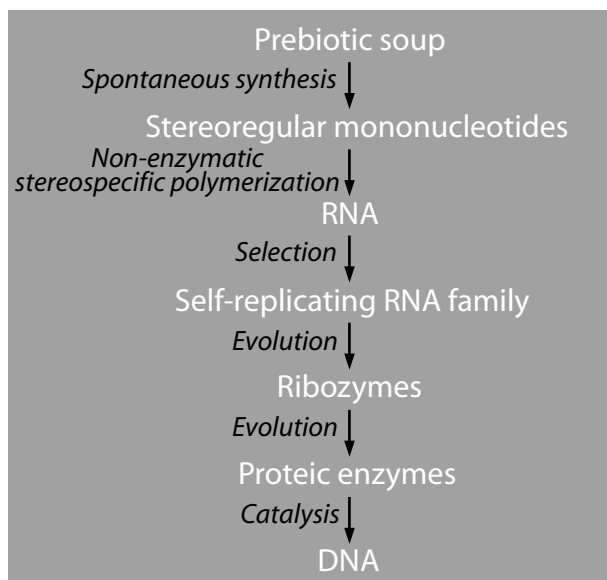 Prebiotic soup
Spontaneous synthesis
Stereoregular mononucleotides
Non-enzymatic
stereospecific polymerization
RNA
Selection
Self-replicating RNA family
Evolution
Ribozymes
Evolution
Proteic enzymes
Catalysis
DNA